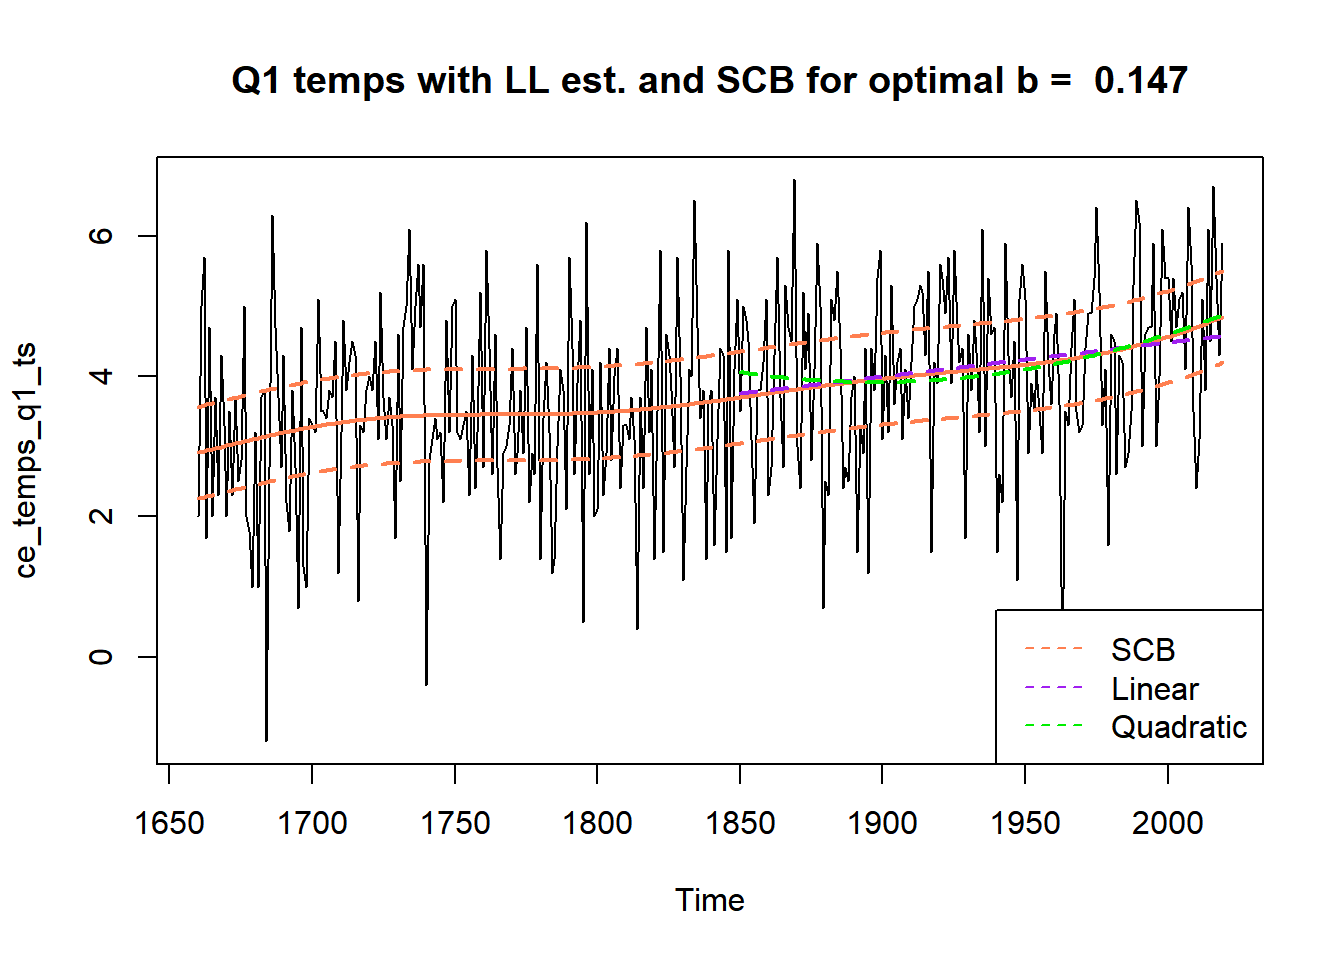 Q1 temps with LL est. and SCB for optimal b =  0.147
ce_temps_q1_ts
6
4
2
0
SCB
Linear
Quadratic
1650 1700 1750 1800 1850 1900 1950 2000
Time